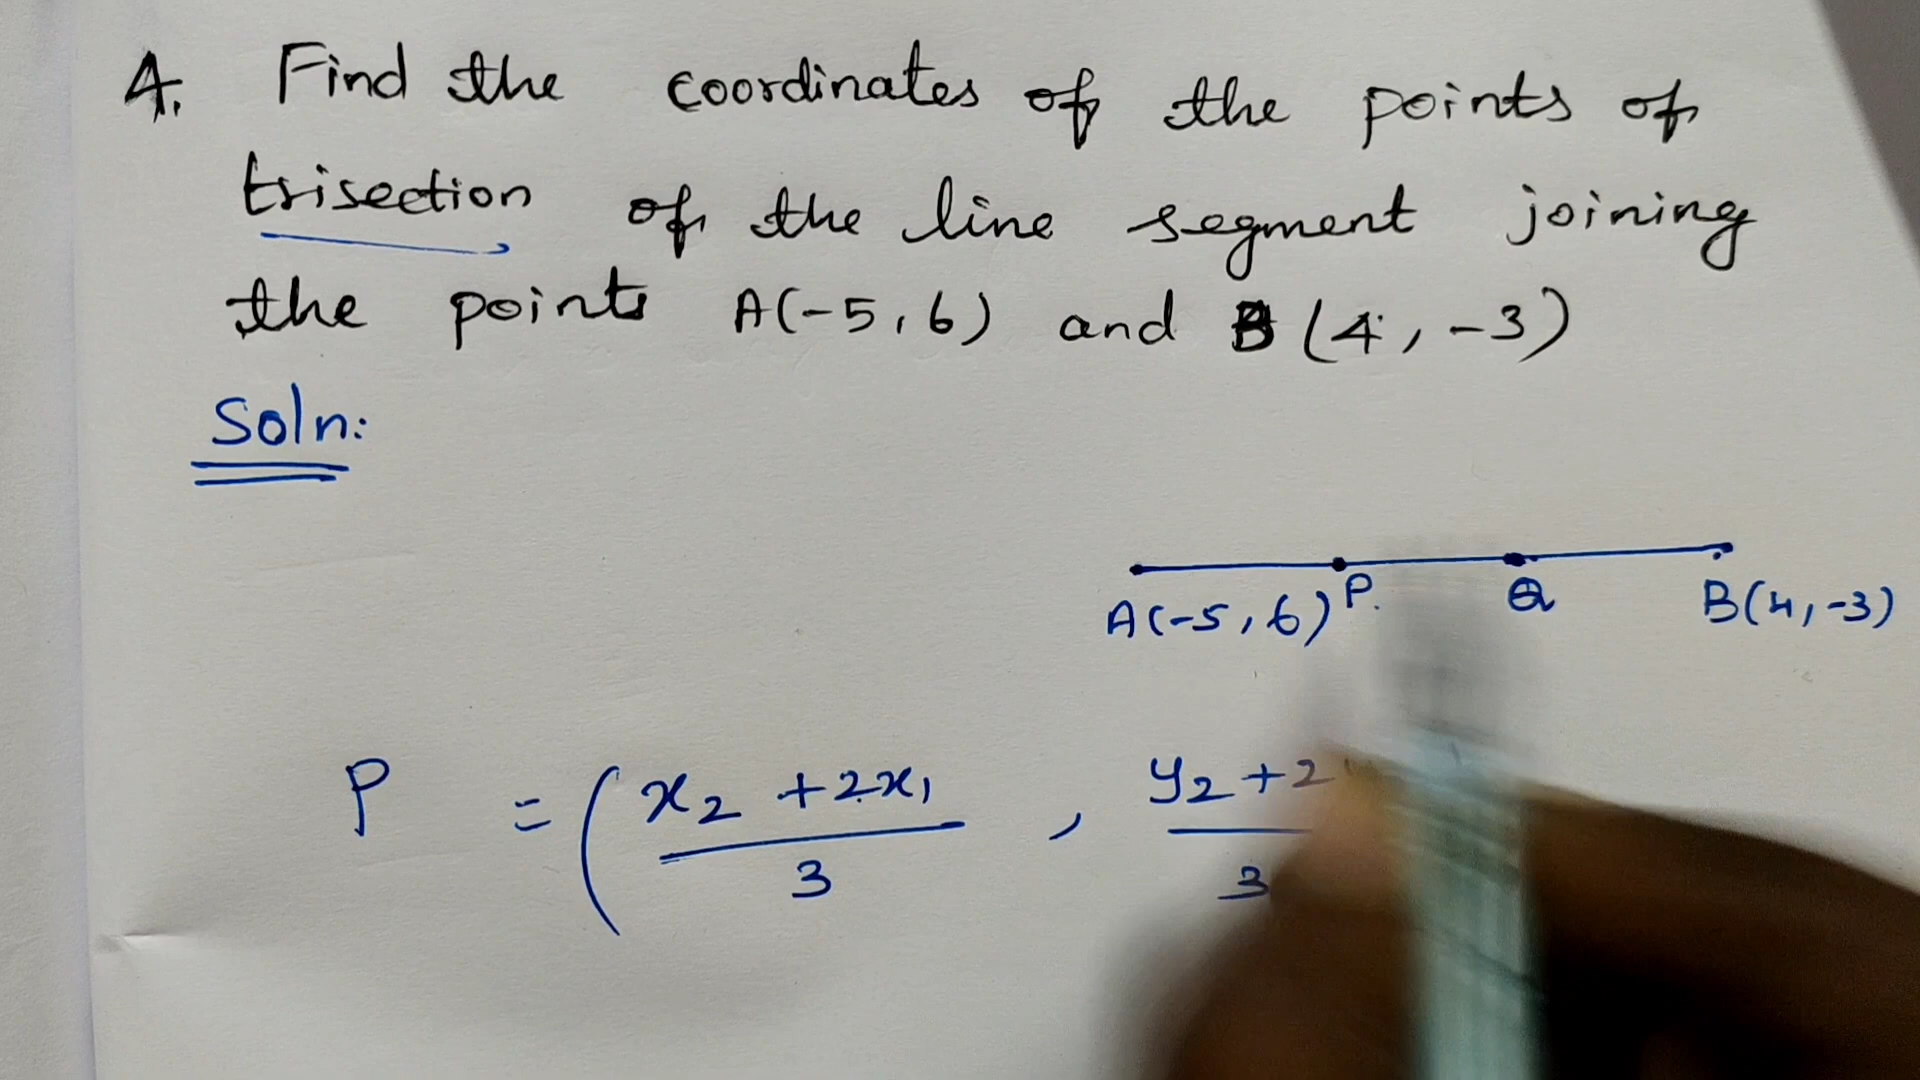 4. Find the coordinates of the points of
trisection of the line segment joining
the points A(-5,6) and B(4,-3)
Soln:
A(-5,6) P. Q B(4,-3)
P = ( x₂ + 2x₁ / 3 , y₂ + 2 / 3